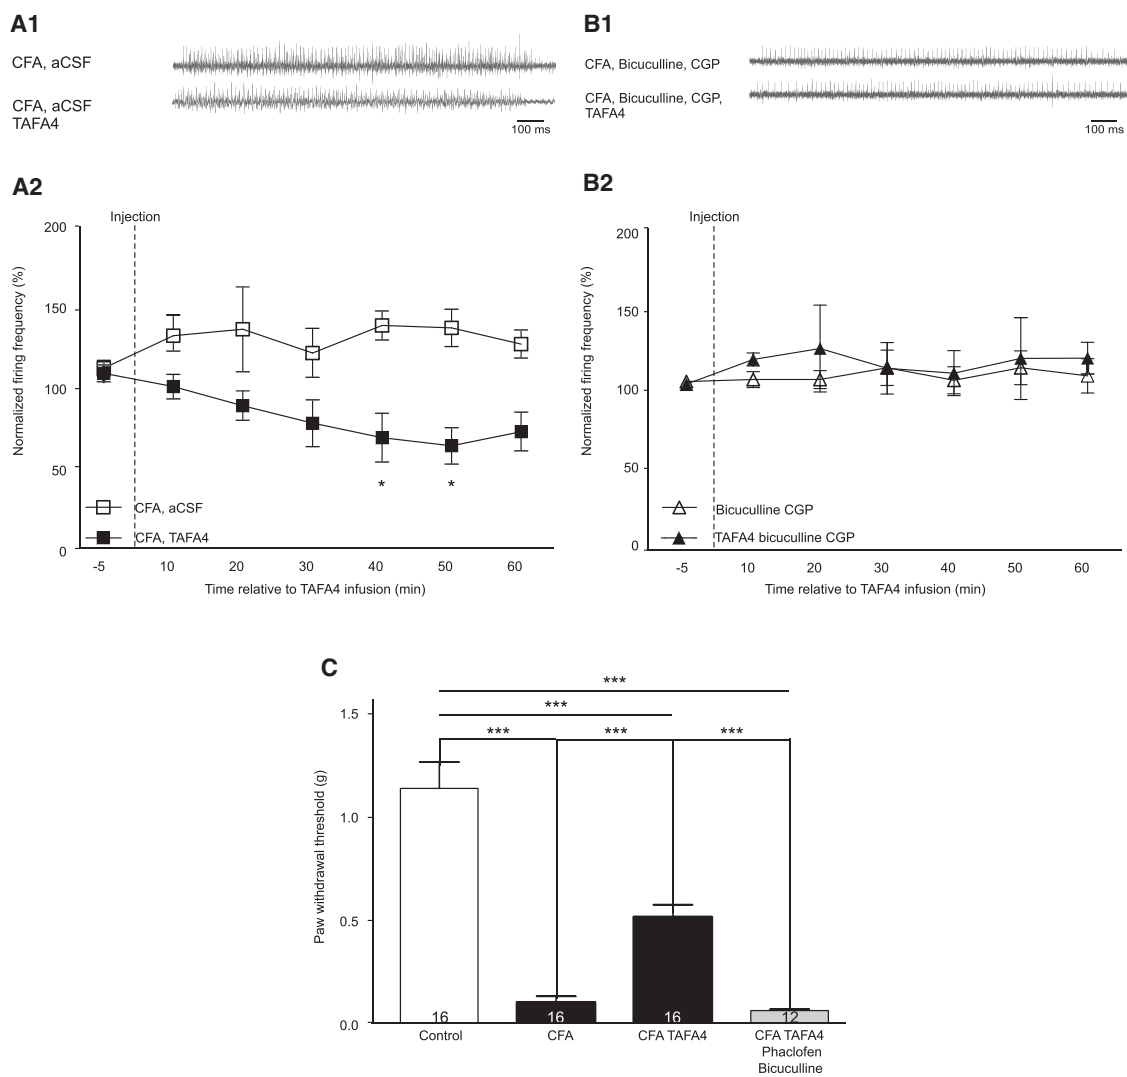 A1
CFA, aCSF
CFA, aCSF
TAFA4
100 ms
B1
CFA, Bicuculline, CGP
CFA, Bicuculline, CGP,
TAFA4
100 ms
A2
Injection
Normalized firing frequency (%)
200
150
100
50
0
* *
CFA, aCSF
CFA, TAFA4
-5 10 20 30 40 50 60
Time relative to TAFA4 infusion (min)
B2
Injection
Normalized firing frequency (%)
200
150
100
50
0
Bicuculline CGP
TAFA4 bicuculline CGP
-5 10 20 30 40 50 60
Time relative to TAFA4 infusion (min)
C
Paw withdrawal threshold (g)
1.5
1.0
0.5
0.0
***
***
*** *** ***
16 16 16 12
Control CFA CFA TAFA4 CFA TAFA4
Phaclofen
Bicuculline